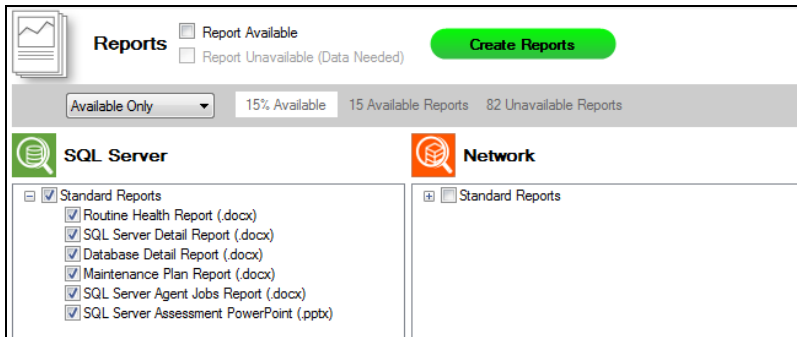 Reports
Report Available
Report Unavailable (Data Needed)
Create Reports
Available Only
15% Available
15 Available Reports
82 Unavailable Reports
SQL Server
Standard Reports
Routine Health Report (.docx)
SQL Server Detail Report (.docx)
Database Detail Report (.docx)
Maintenance Plan Report (.docx)
SQL Server Agent Jobs Report (.docx)
SQL Server Assessment PowerPoint (.pptx)
Network
Standard Reports